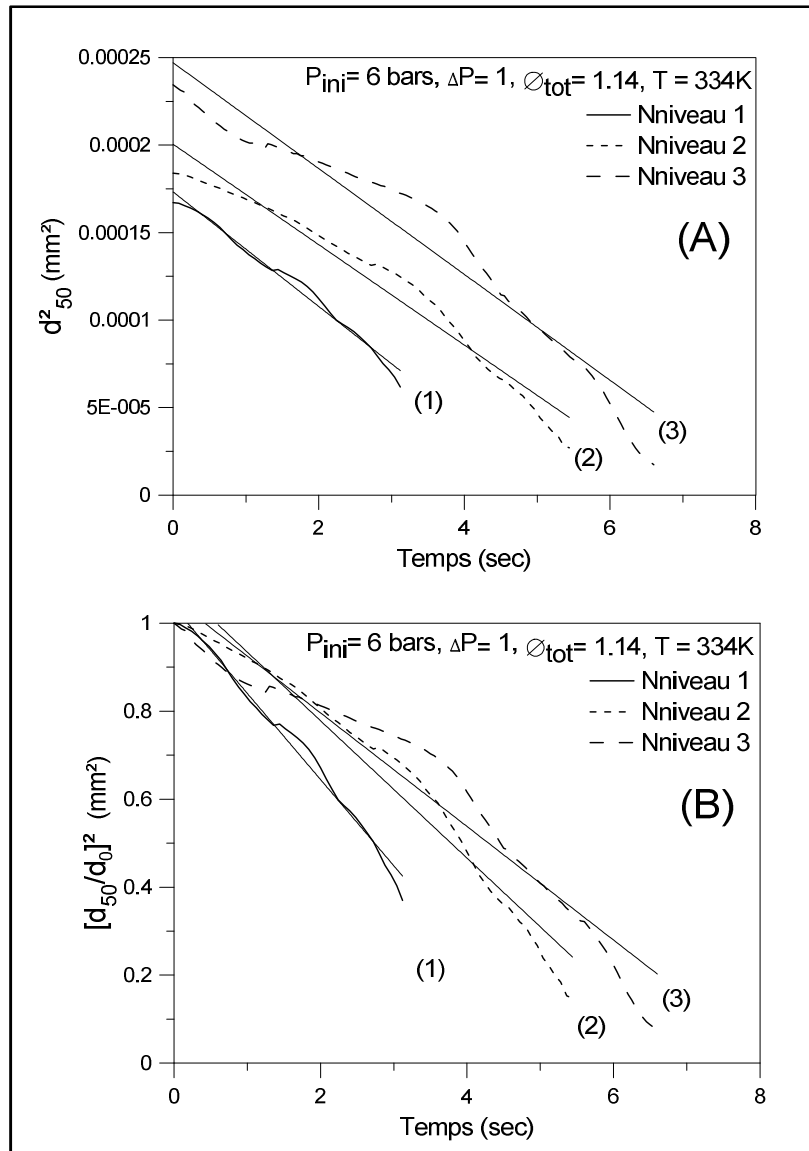 0.00025
0.0002
0.00015
0.0001
5E-005
0
d²50 (mm²)
Pini= 6 bars, ΔP= 1, ∅tot= 1.14, T = 334K
Nniveau 1
Nniveau 2
Nniveau 3
(A)
(1)
(2)
(3)
0 2 4 6 8
Temps (sec)
1
0.8
0.6
0.4
0.2
0
[d50/d0]² (mm²)
Pini= 6 bars, ΔP= 1, ∅tot= 1.14, T = 334K
Nniveau 1
Nniveau 2
Nniveau 3
(B)
(1)
(2)
(3)
0 2 4 6 8
Temps (sec)